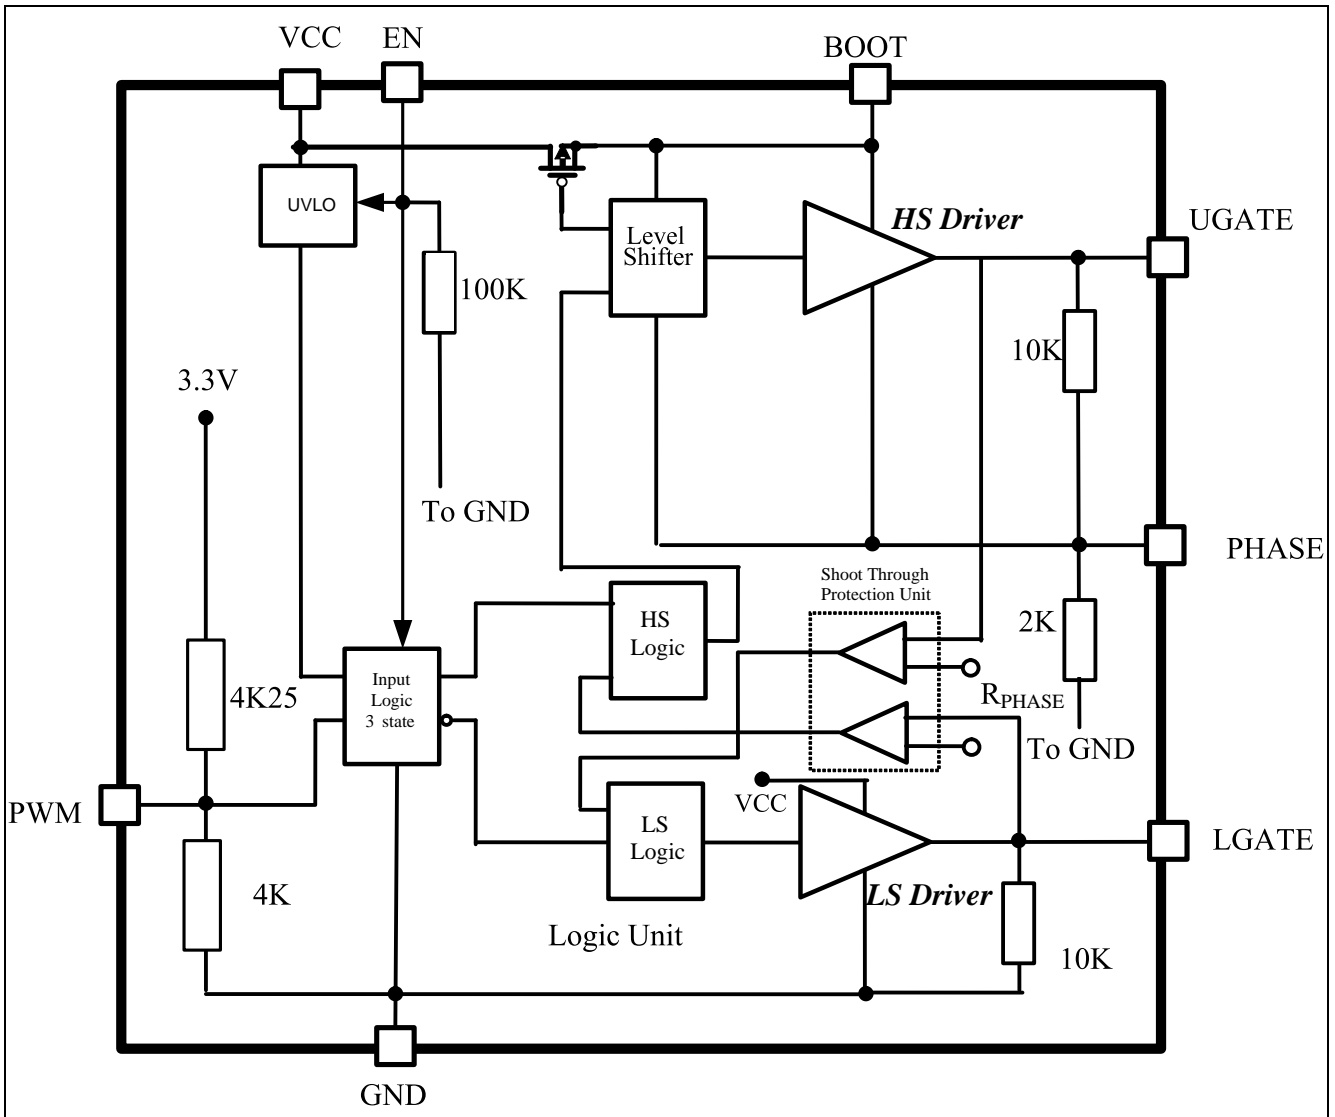 VCC
EN
BOOT
UVLO
Level
Shifter
HS Driver
UGATE
100K
10K
3.3V
To GND
PHASE
Shoot Through
Protection Unit
HS
Logic
2K
Input
Logic
3 state
4K25
RPHASE
To GND
VCC
PWM
LS
Logic
LGATE
4K
LS Driver
Logic Unit
10K
GND